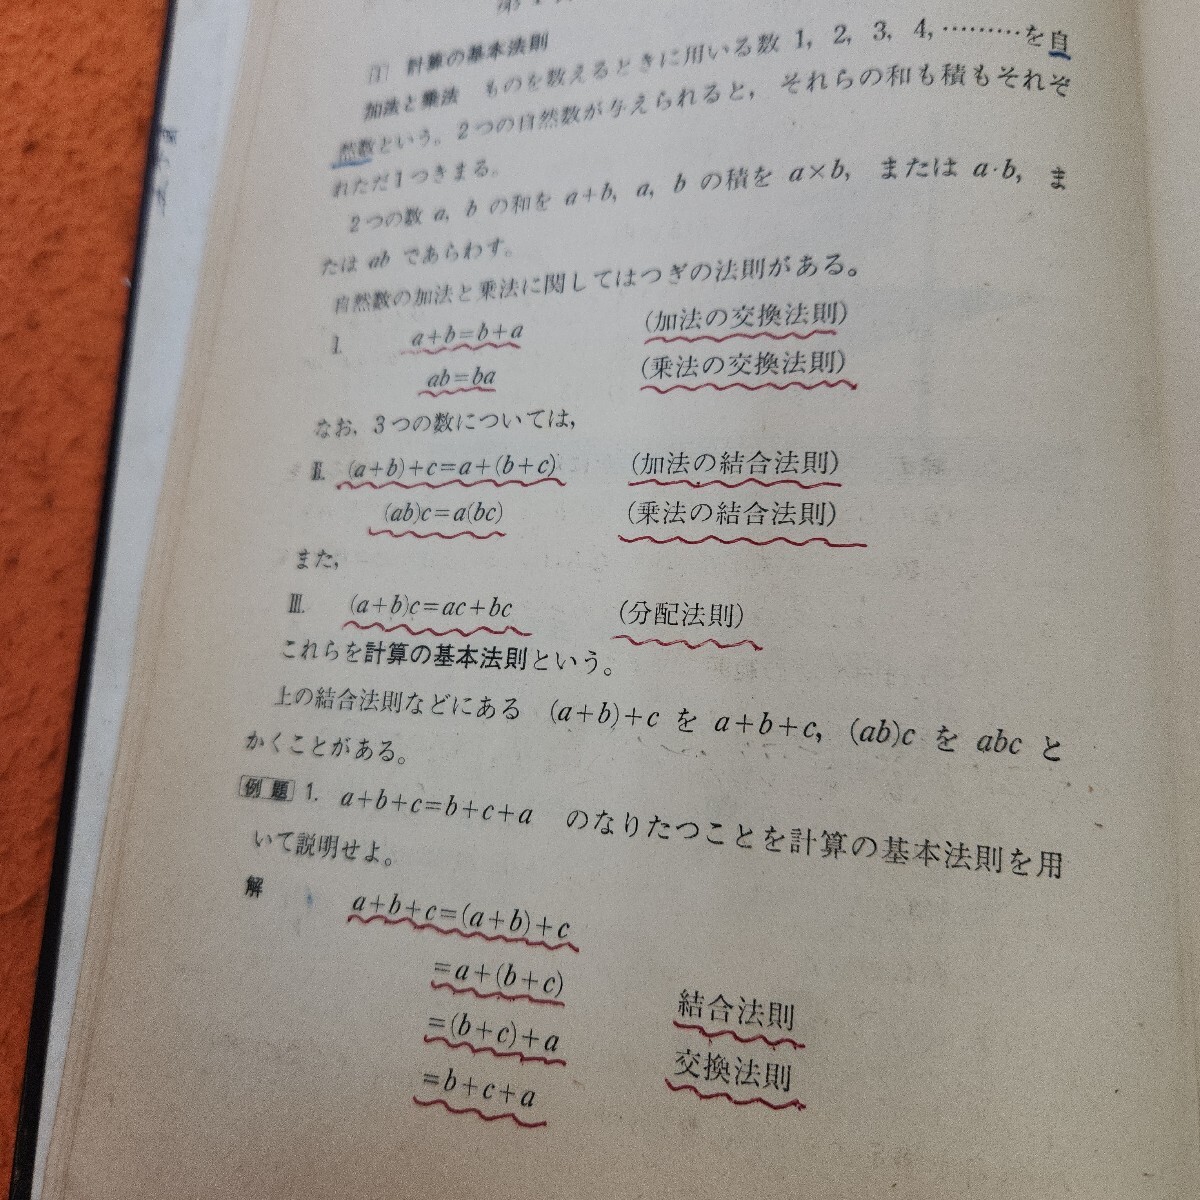 計算の基本法則
加法と乗法 ものを数えるときに用いる数 1, 2, 3, 4, ………を自
然数という。2つの自然数が与えられると, それらの和も積もそれぞ
れただ1つきまる。
2つの数 a, b の和を a+b, a, b の積を a×b, または a·b, ま
たは ab であらわす。
自然数の加法と乗法に関してはつぎの法則がある。
I. a+b=b+a (加法の交換法則)
ab=ba (乗法の交換法則)
なお, 3つの数については,
II. (a+b)+c=a+(b+c) (加法の結合法則)
(ab)c=a(bc) (乗法の結合法則)
また,
III. (a+b)c=ac+bc (分配法則)
これらを計算の基本法則という。
上の結合法則などにある (a+b)+c を a+b+c, (ab)c を abc と
かくことがある。
例題 1. a+b+c=b+c+a のなりたつことを計算の基本法則を用
いて説明せよ。
解 a+b+c=(a+b)+c
=a+(b+c) 結合法則
=(b+c)+a 交換法則
=b+c+a